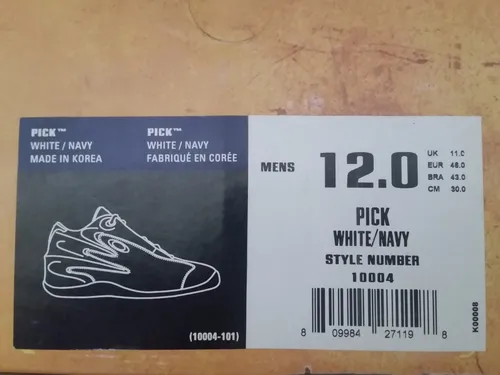 PICK™
WHITE / NAVY
MADE IN KOREA
PICK™
WHITE / NAVY
FABRIQUÉ EN CORÉE
(10004-101)
MENS
12.0
UK 11.0
EUR 46.0
BRA 43.0
CM 30.0
PICK
WHITE/NAVY
STYLE NUMBER
10004
8 09984 27119 8
K00008